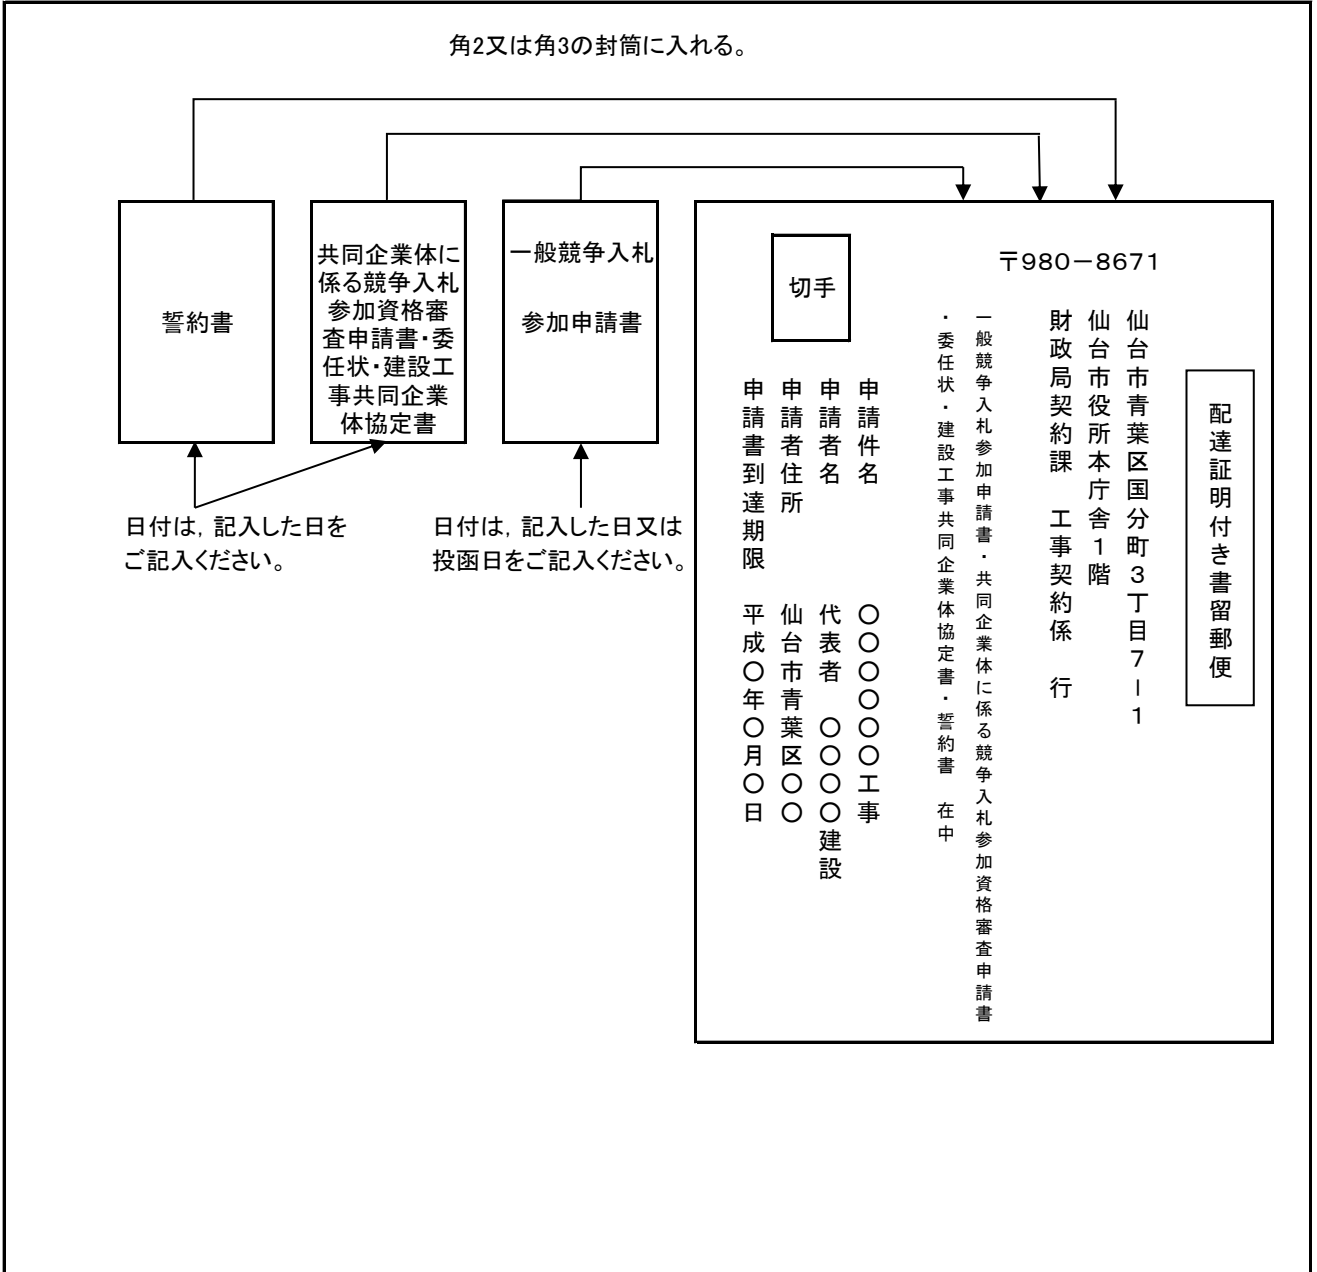 角2又は角3の封筒に入れる。
誓約書
共同企業体に
係る競争入札
参加資格審
査申請書・委
任状・建設工
事共同企業
体協定書
一般競争入札
参加申請書
日付は，記入した日を
ご記入ください。
日付は，記入した日又は
投函日をご記入ください。
切手
〒980－8671
配達証明付き書留郵便
仙台市青葉区国分町3丁目7－1
仙台市役所本庁舎1階
財政局契約課　工事契約係　行
一般競争入札参加申請書・共同企業体に係る競争入札参加資格審査申請書
・委任状・建設工事共同企業体協定書・誓約書　在中
申請件名　〇〇〇〇〇〇工事
申請者名　代表者　〇〇〇〇建設
申請者住所　仙台市青葉区〇〇
申請書到達期限　平成〇年〇月〇日